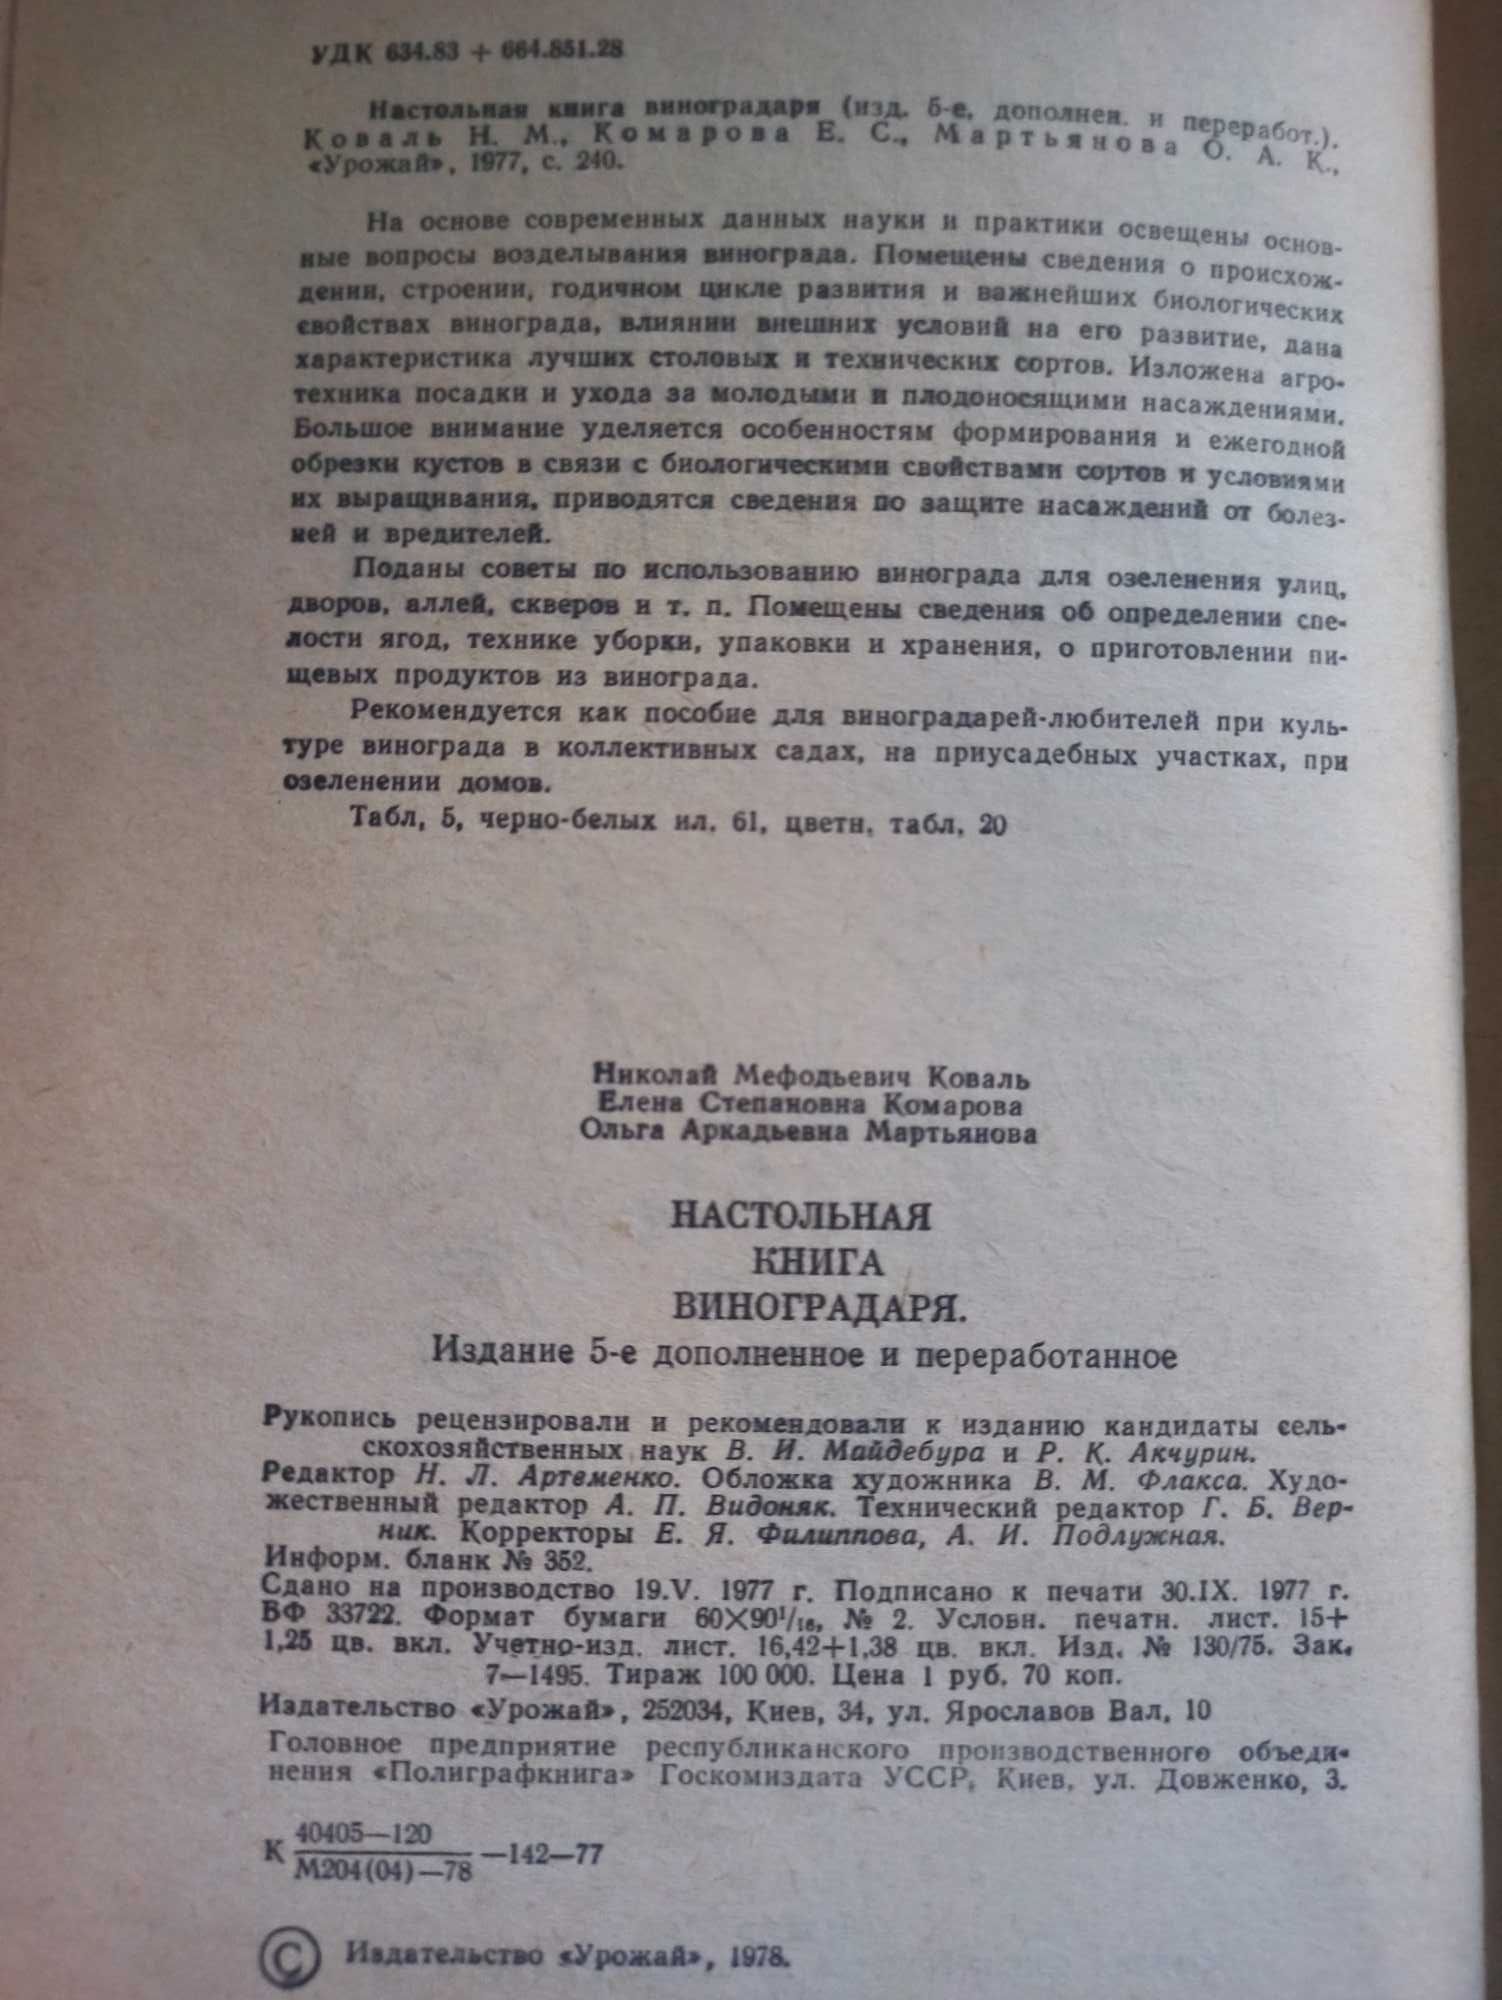 УДК 634.83 + 664.851.28
Настольная книга виноградаря (изд. 5-е, дополнен. и переработ.).
Коваль Н. М., Комарова Е. С., Мартьянова О. А. К.,
«Урожай», 1977, с. 240.
На основе современных данных науки и практики освещены основ-
ные вопросы возделывания винограда. Помещены сведения о происхож-
дении, строении, годичном цикле развития и важнейших биологических
свойствах винограда, влиянии внешних условий на его развитие, дана
характеристика лучших столовых и технических сортов. Изложена агро-
техника посадки и ухода за молодыми и плодоносящими насаждениями.
Большое внимание уделяется особенностям формирования и ежегодной
обрезки кустов в связи с биологическими свойствами сортов и условиями
их выращивания, приводятся сведения по защите насаждений от болез-
ней и вредителей.
Поданы советы по использованию винограда для озеленения улиц,
дворов, аллей, скверов и т. п. Помещены сведения об определении спе-
лости ягод, технике уборки, упаковки и хранения, о приготовлении пи-
щевых продуктов из винограда.
Рекомендуется как пособие для виноградарей-любителей при куль-
туре винограда в коллективных садах, на приусадебных участках, при
озеленении домов.
Табл, 5, черно-белых ил. 61, цветн. табл. 20
Николай Мефодьевич Коваль
Елена Степановна Комарова
Ольга Аркадьевна Мартьянова
НАСТОЛЬНАЯ
КНИГА
ВИНОГРАДАРЯ.
Издание 5-е дополненное и переработанное
Рукопись рецензировали и рекомендовали к изданию кандидаты сель-
скохозяйственных наук В. И. Майдебура и Р. К. Акчурин.
Редактор Н. Л. Артеменко. Обложка художника В. М. Флакса. Худо-
жественный редактор А. П. Видоняк. Технический редактор Г. Б. Вер-
ник. Корректоры Е. Я. Филиппова, А. И. Подлужная.
Информ. бланк № 352.
Сдано на производство 19.V. 1977 г. Подписано к печати 30.IX. 1977 г.
БФ 33722. Формат бумаги 60×90¹/₁₆, № 2. Условн. печатн. лист. 15+
1,25 цв. вкл. Учетно-изд. лист. 16,42+1,38 цв. вкл. Изд. № 130/75. Зак.
7—1495. Тираж 100 000. Цена 1 руб. 70 коп.
Издательство «Урожай», 252034, Киев, 34, ул. Ярославов Вал, 10
Головное предприятие республиканского производственного объеди-
нения «Полиграфкнига» Госкомиздата УССР, Киев, ул. Довженко, 3.
К 40405—120
М204(04)—78 —142—77
© Издательство «Урожай», 1978.